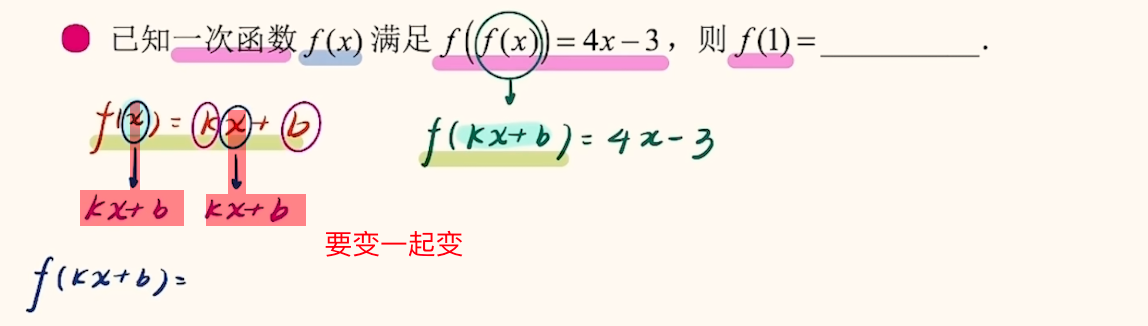 已知一次函数 f(x) 满足 f(f(x))=4x-3，则 f(1)=__________.
f(x)=kx+b
f(kx+b)=4x-3
kx+b kx+b
要变一起变
f(kx+b)=